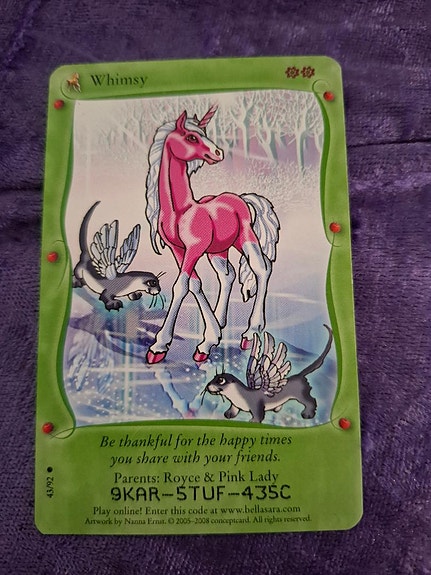 Whimsy
Be thankful for the happy times
you share with your friends.
Parents: Royce & Pink Lady
9KAR-5TUF-435C
Play online! Enter this code at www.bellasara.com
Artwork by Nanna Ernst. © 2005-2008 conceptcard. All rights reserved.
43/92 ●